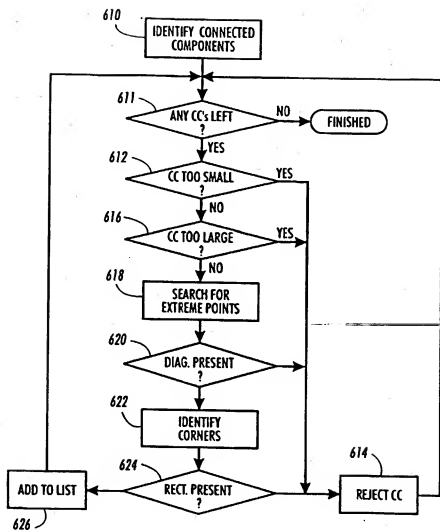 610
IDENTIFY CONNECTED
COMPONENTS
611
ANY CC's LEFT
?
NO
FINISHED
YES
612
CC TOO SMALL
?
YES
NO
616
CC TOO LARGE
?
YES
NO
618
SEARCH FOR
EXTREME POINTS
620
DIAG. PRESENT
?
622
IDENTIFY
CORNERS
624
RECT. PRESENT
?
614
REJECT CC
ADD TO LIST
626